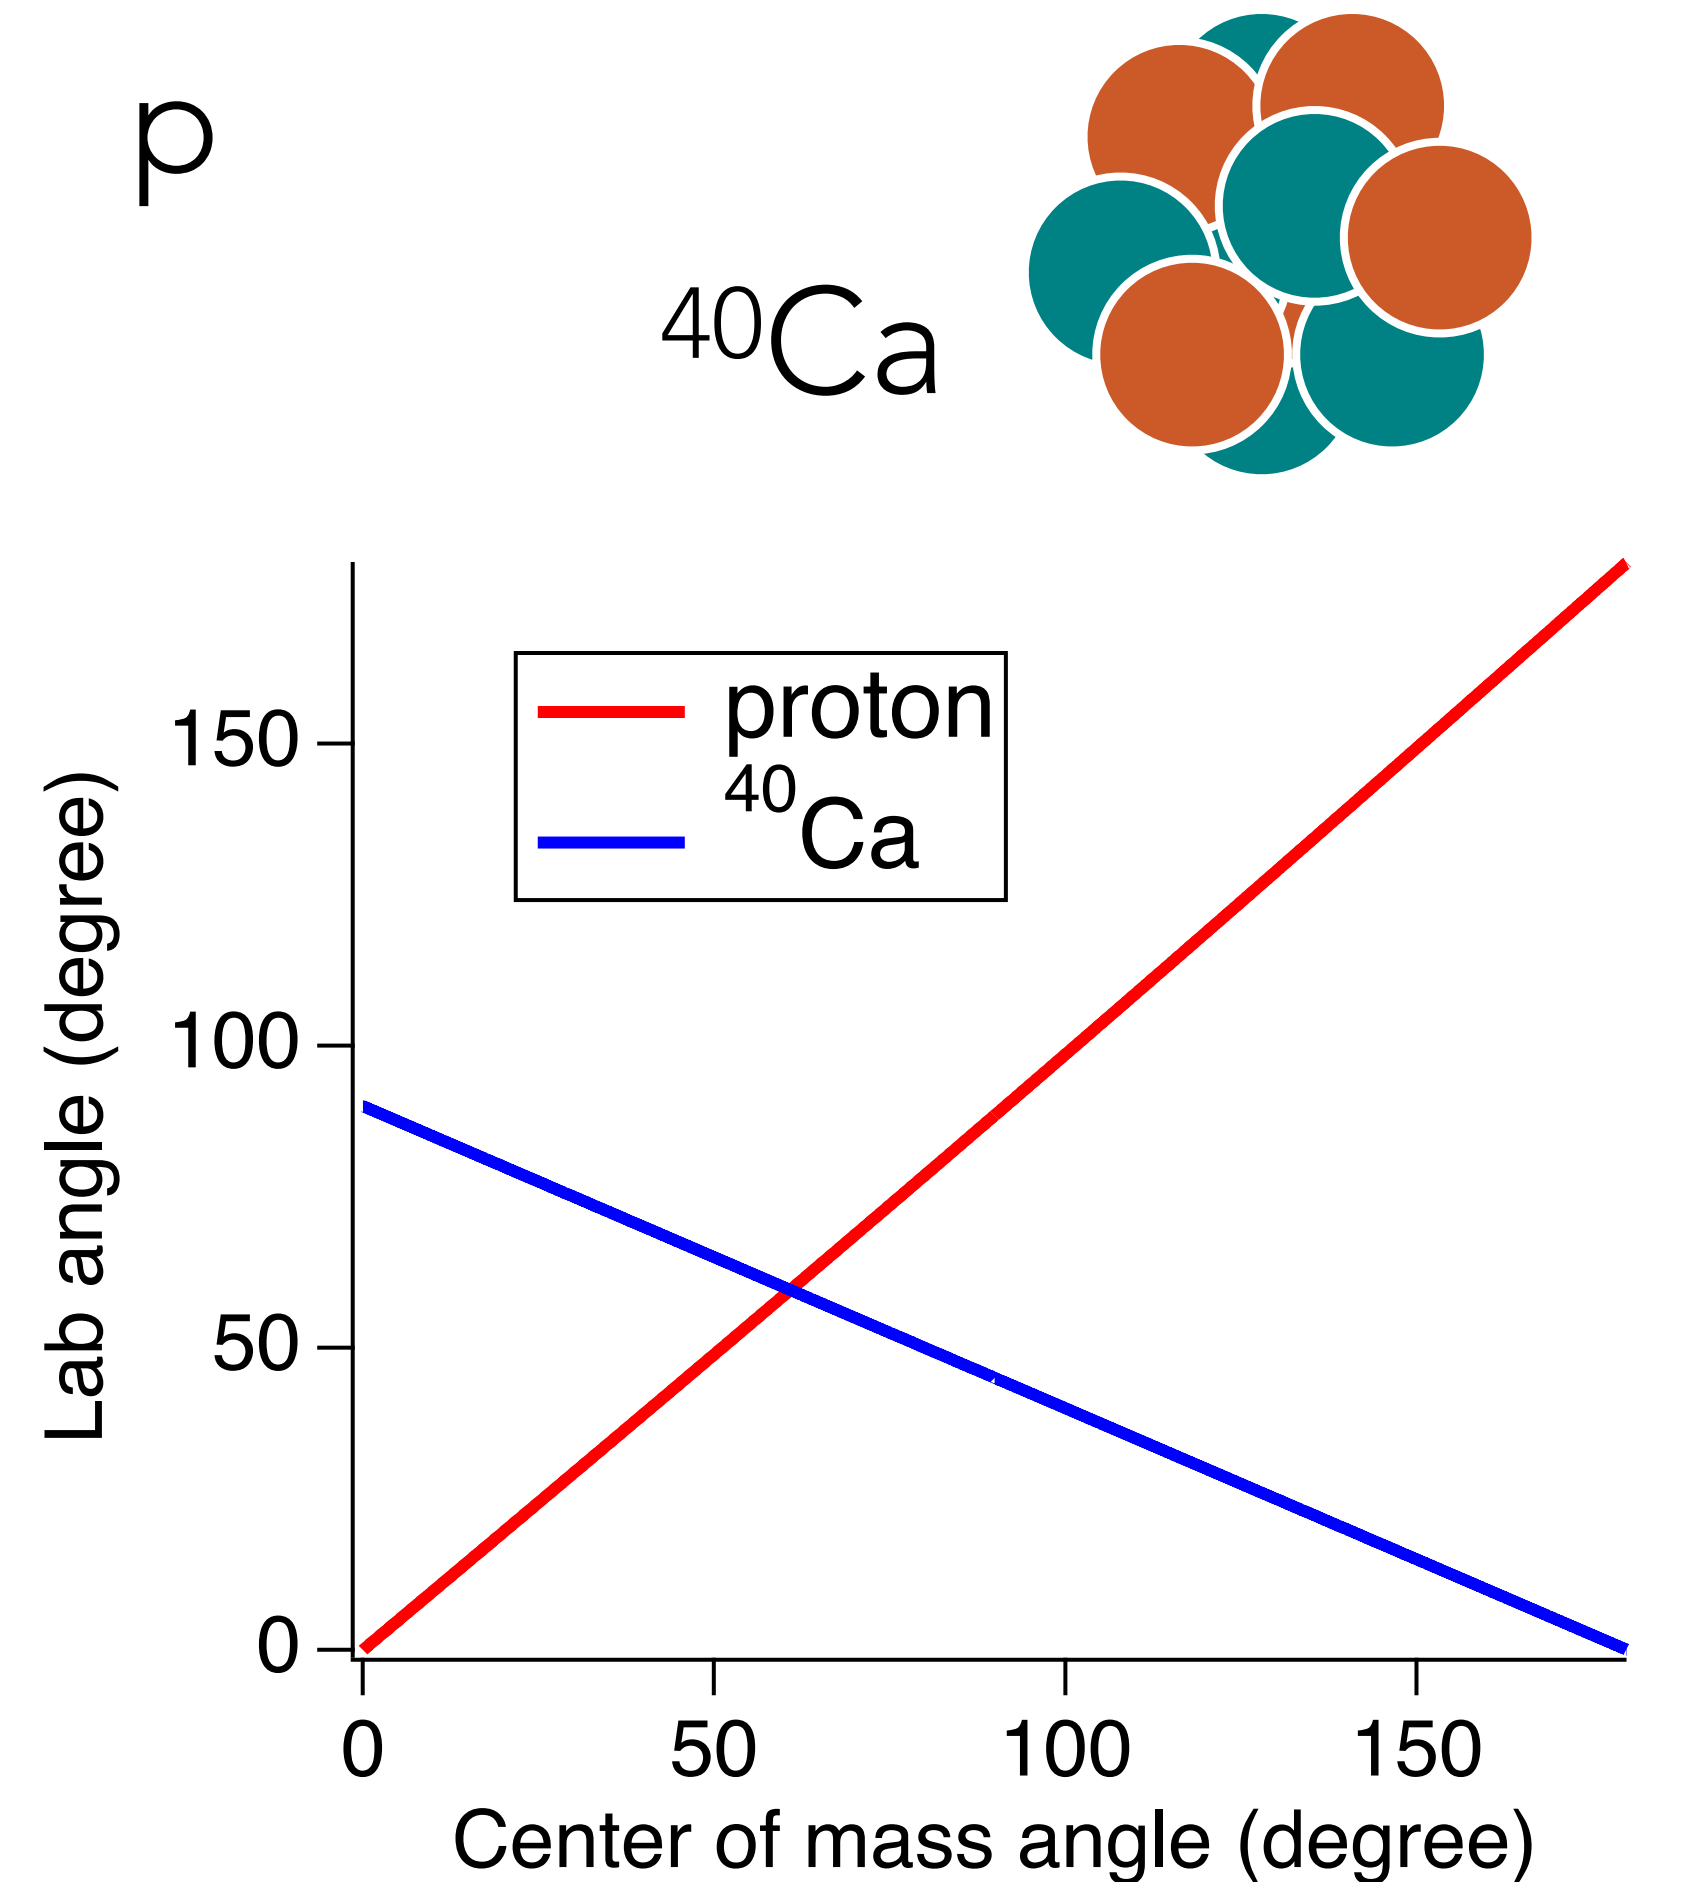 p
⁴⁰Ca
proton
⁴⁰Ca
Lab angle (degree)
150
100
50
0
0 50 100 150
Center of mass angle (degree)